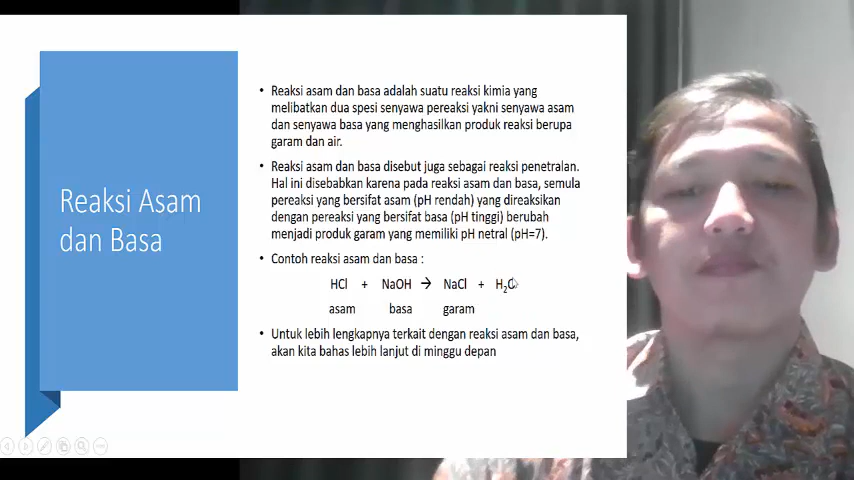 Reaksi Asam
dan Basa
• Reaksi asam dan basa adalah suatu reaksi kimia yang
melibatkan dua spesi senyawa pereaksi yakni senyawa asam
dan senyawa basa yang menghasilkan produk reaksi berupa
garam dan air.
• Reaksi asam dan basa disebut juga sebagai reaksi penetralan.
Hal ini disebabkan karena pada reaksi asam dan basa, semula
pereaksi yang bersifat asam (pH rendah) yang direaksikan
dengan pereaksi yang bersifat basa (pH tinggi) berubah
menjadi produk garam yang memiliki pH netral (pH=7).
• Contoh reaksi asam dan basa :
HCl + NaOH → NaCl + H₂O
asam basa garam
• Untuk lebih lengkapnya terkait dengan reaksi asam dan basa,
akan kita bahas lebih lanjut di minggu depan